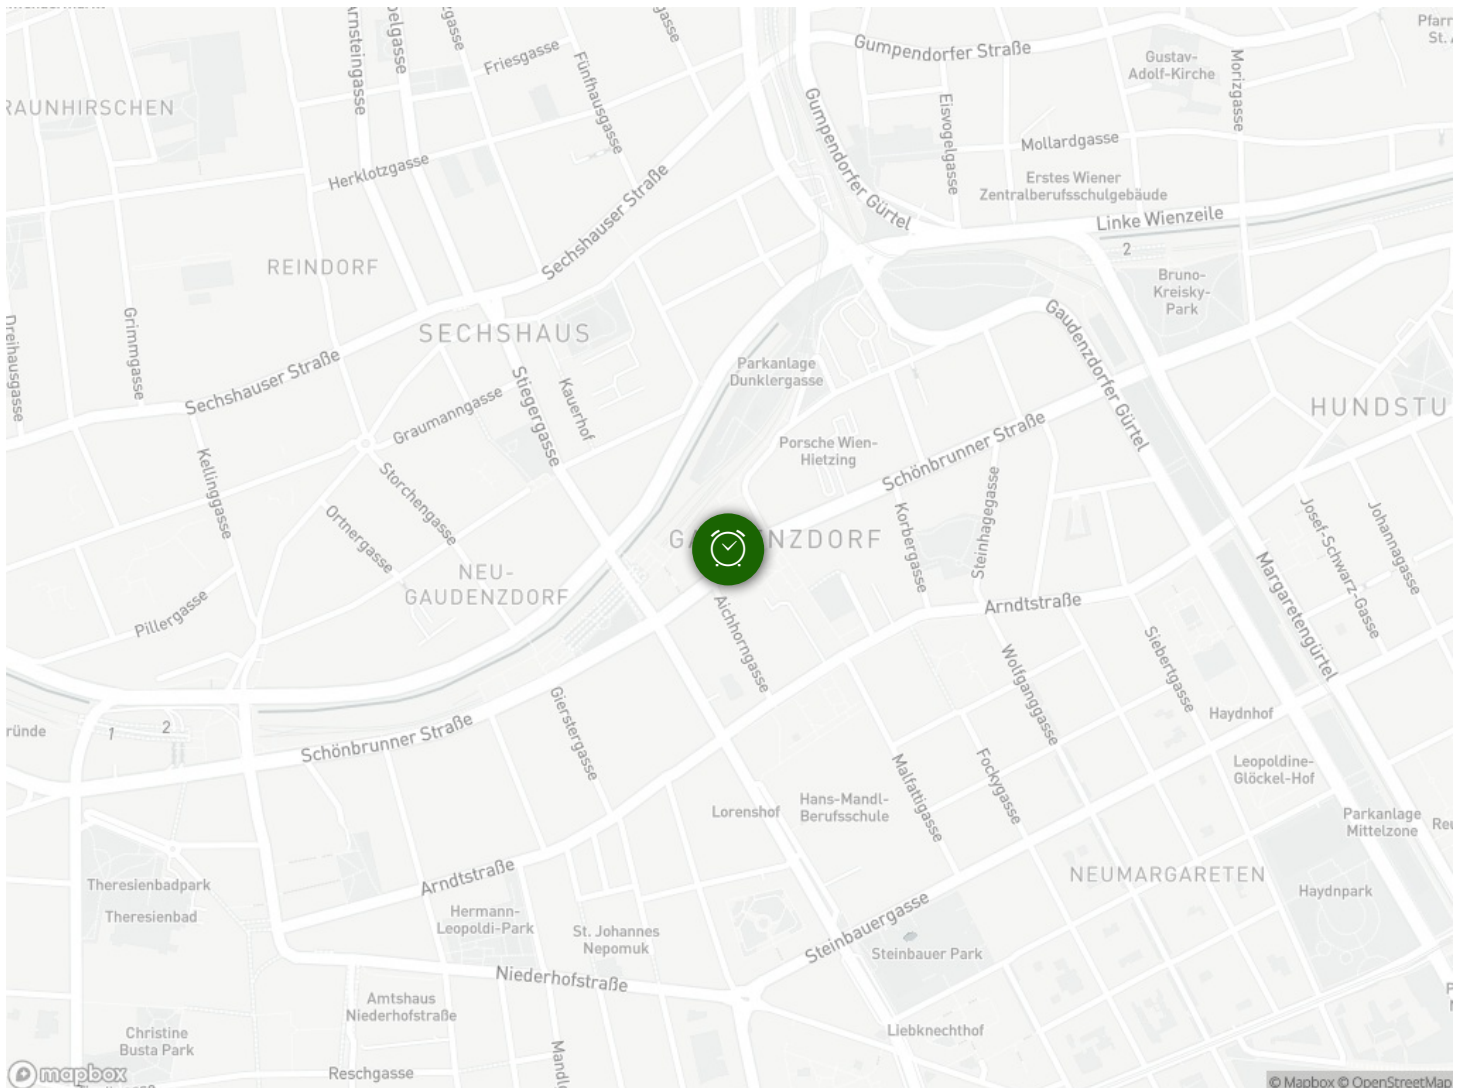 Arnsteingasse
Friesgasse
Fünfhausgasse
Gumpendorfer Straße
Gustav-
Adolf-Kirche
Morizgasse
Eisvogelgasse
Gumpendorfer Gürtel
Mollardgasse
Herklotzgasse
Sechshauser Straße
Erstes Wiener
Zentralberufsschulgebäude
Linke Wienzeile
2
REINDORF
Bruno-
Kreisky-
Park
Dreihausgasse
Grimmgasse
SECHSHAUS
Gaudenzdorfer Gürtel
Sechshauser Straße
Stiegergasse
Kauerhof
Parkanlage
Dunklergasse
Graumanngasse
HUNDSTU
Porsche Wien-
Hietzing
Schönbrunner Straße
Kellinggasse
Storchengasse
Ortnergasse
Korbergasse
Steinhagegasse
Josef-Schwarz-Gasse
Johannagasse
NEU-
GAUDENZDORF
Pillergasse
Aichhorngasse
Arndtstraße
Margaretengürtel
Siebertgasse
Wolfganggasse
Haydnhof
ründe
1
2
Schönbrunner Straße
Gierstergasse
Malfattigasse
Fockygasse
Leopoldine-
Glöckel-Hof
Lorenshof
Hans-Mandl-
Berufsschule
Parkanlage
Mittelzone
Arndtstraße
NEUMARGARETEN
Theresienbadpark
Theresienbad
Haydnpark
Hermann-
Leopoldi-Park
St. Johannes
Nepomuk
Steinbauergasse
Steinbauer Park
Niederhofstraße
Amtshaus
Niederhofstraße
Christine
Busta Park
Liebknechthof
Reschgasse
mapbox
© Mapbox © OpenStreetMap